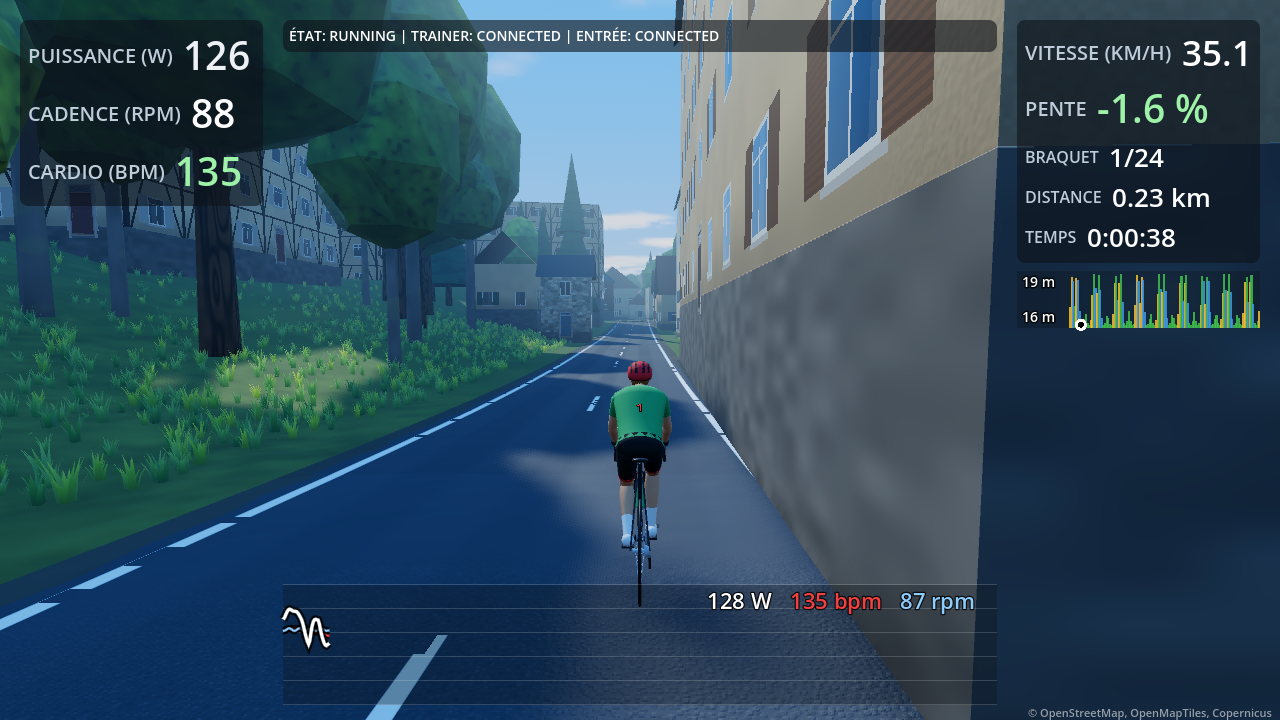 PUISSANCE (W) 126
CADENCE (RPM) 88
CARDIO (BPM) 135
ÉTAT: RUNNING | TRAINER: CONNECTED | ENTRÉE: CONNECTED
VITESSE (KM/H) 35.1
PENTE -1.6 %
BRAQUET 1/24
DISTANCE 0.23 km
TEMPS 0:00:38
19 m
16 m
1
128 W 135 bpm 87 rpm
© OpenStreetMap, OpenMapTiles, Copernicus